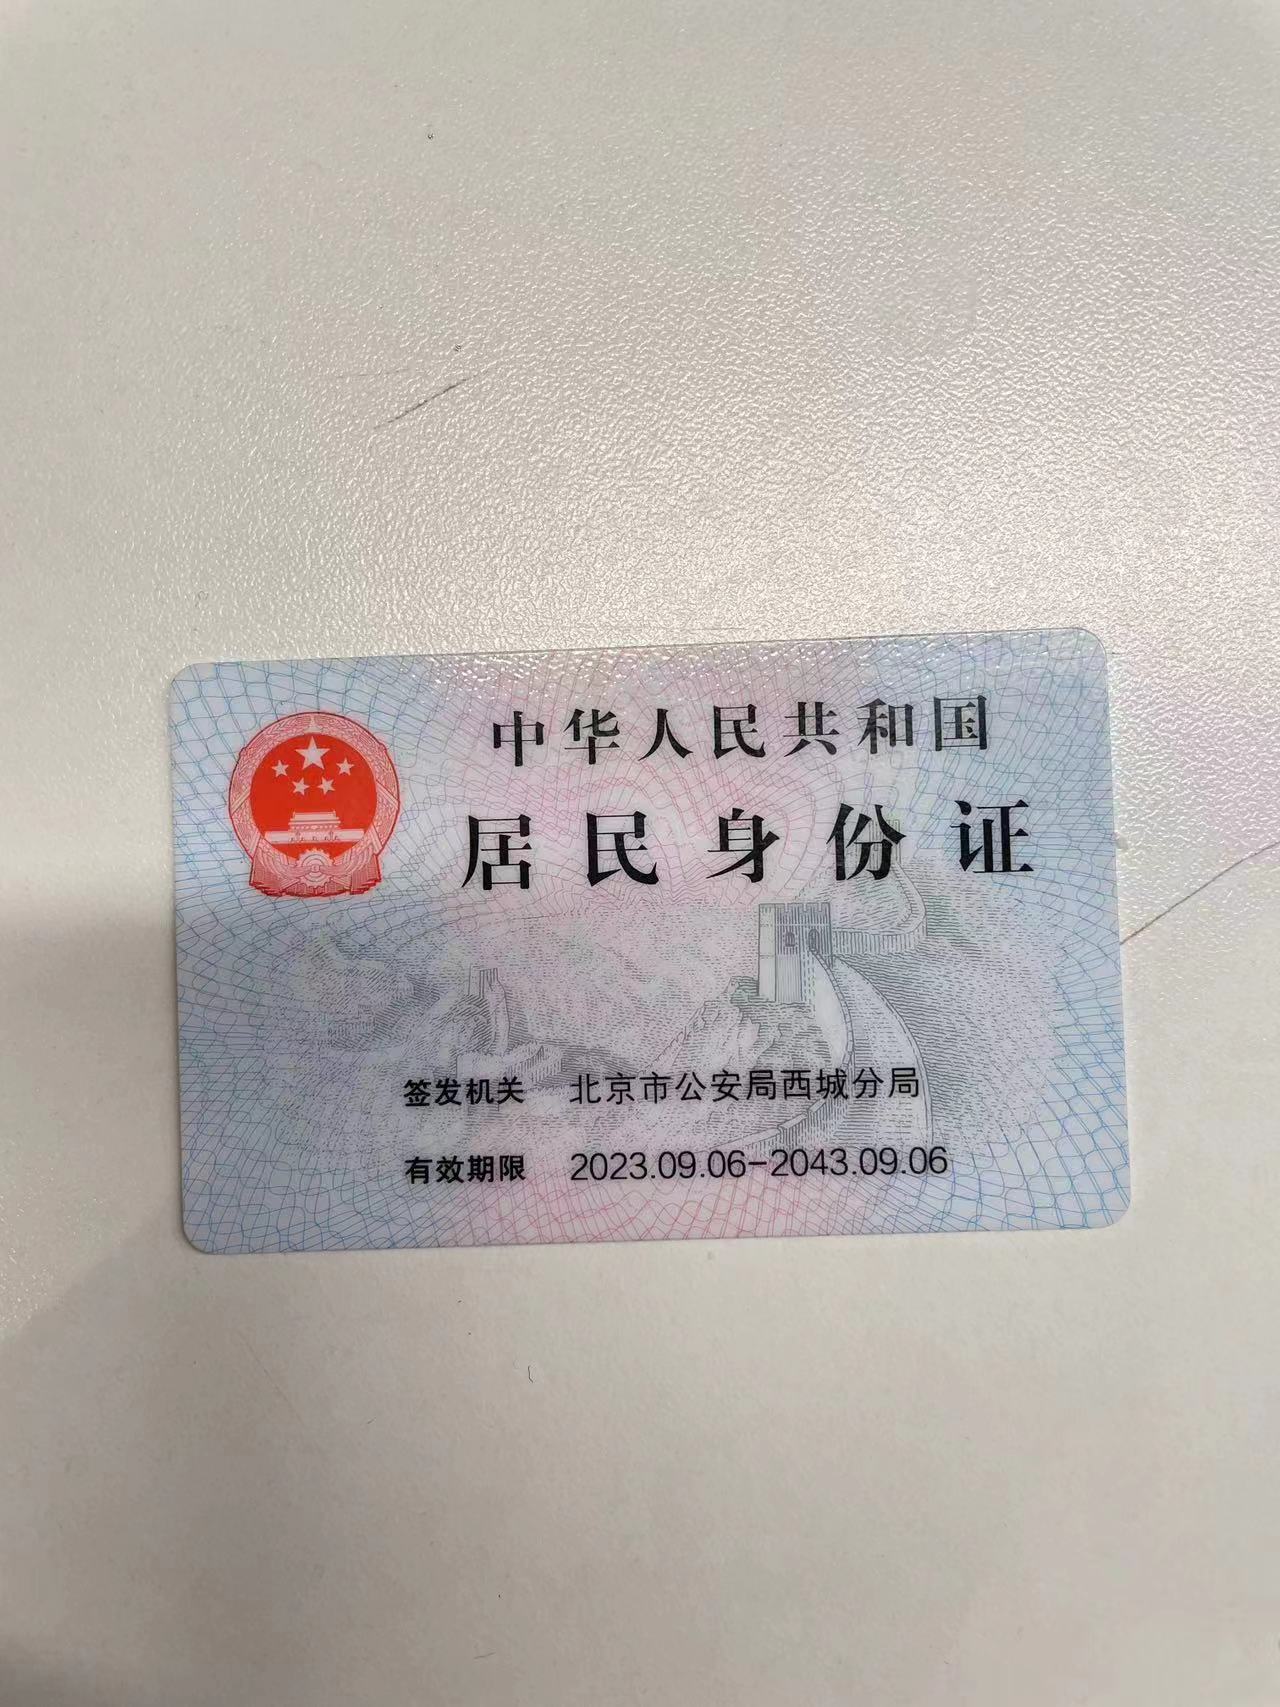 中华人民共和国
居民身份证
签发机关 北京市公安局西城分局
有效期限 2023.09.06-2043.09.06